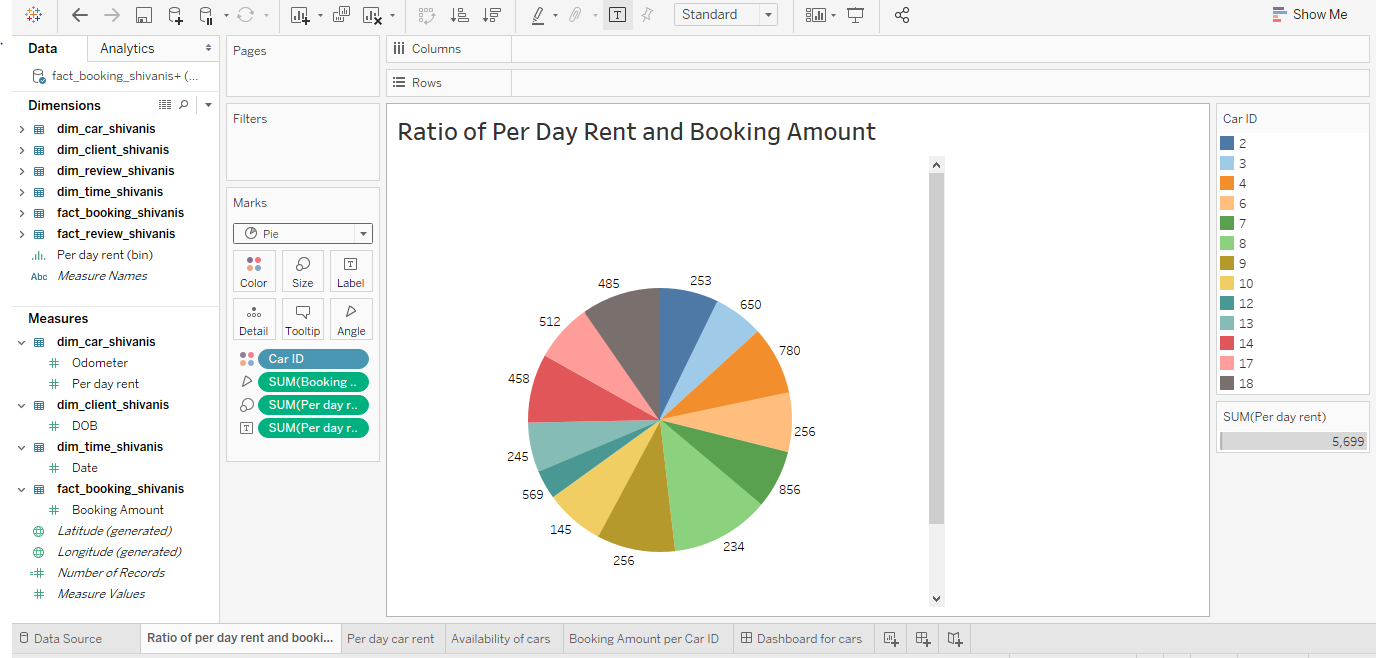 Standard
Show Me
Data
Analytics
fact_booking_shivanis+ (...
Dimensions
dim_car_shivanis
dim_client_shivanis
dim_review_shivanis
dim_time_shivanis
fact_booking_shivanis
fact_review_shivanis
Per day rent (bin)
Abc Measure Names
Measures
dim_car_shivanis
Odometer
Per day rent
dim_client_shivanis
DOB
dim_time_shivanis
Date
fact_booking_shivanis
Booking Amount
Latitude (generated)
Longitude (generated)
Number of Records
Measure Values
Pages
Filters
Marks
Pie
Color Size Label
Detail Tooltip Angle
Car ID
SUM(Booking ..
SUM(Per day r..
SUM(Per day r..
Columns
Rows
Ratio of Per Day Rent and Booking Amount
253
650
780
256
856
234
256
145
569
245
458
512
485
Car ID
2
3
4
6
7
8
9
10
12
13
14
17
18
SUM(Per day rent)
5,699
Data Source
Ratio of per day rent and booki...
Per day car rent
Availability of cars
Booking Amount per Car ID
Dashboard for cars